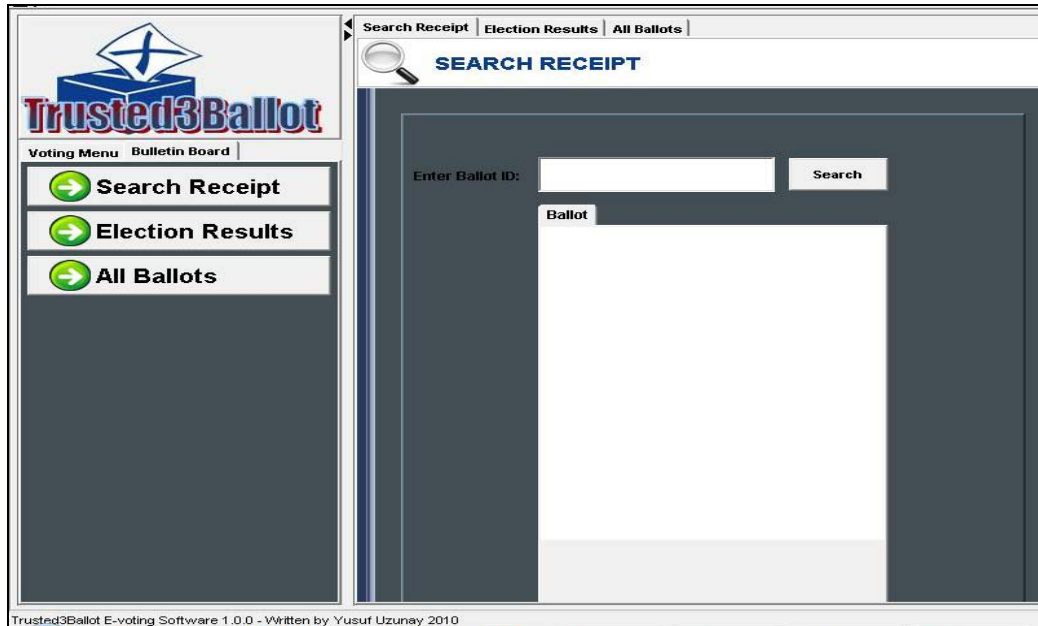 Trusted3Ballot
Voting Menu Bulletin Board
Search Receipt
Election Results
All Ballots
Search Receipt Election Results All Ballots
SEARCH RECEIPT
Enter Ballot ID:
Search
Ballot
Trusted3Ballot E-voting Software 1.0.0 - Written by Yusuf Uzunay 2010